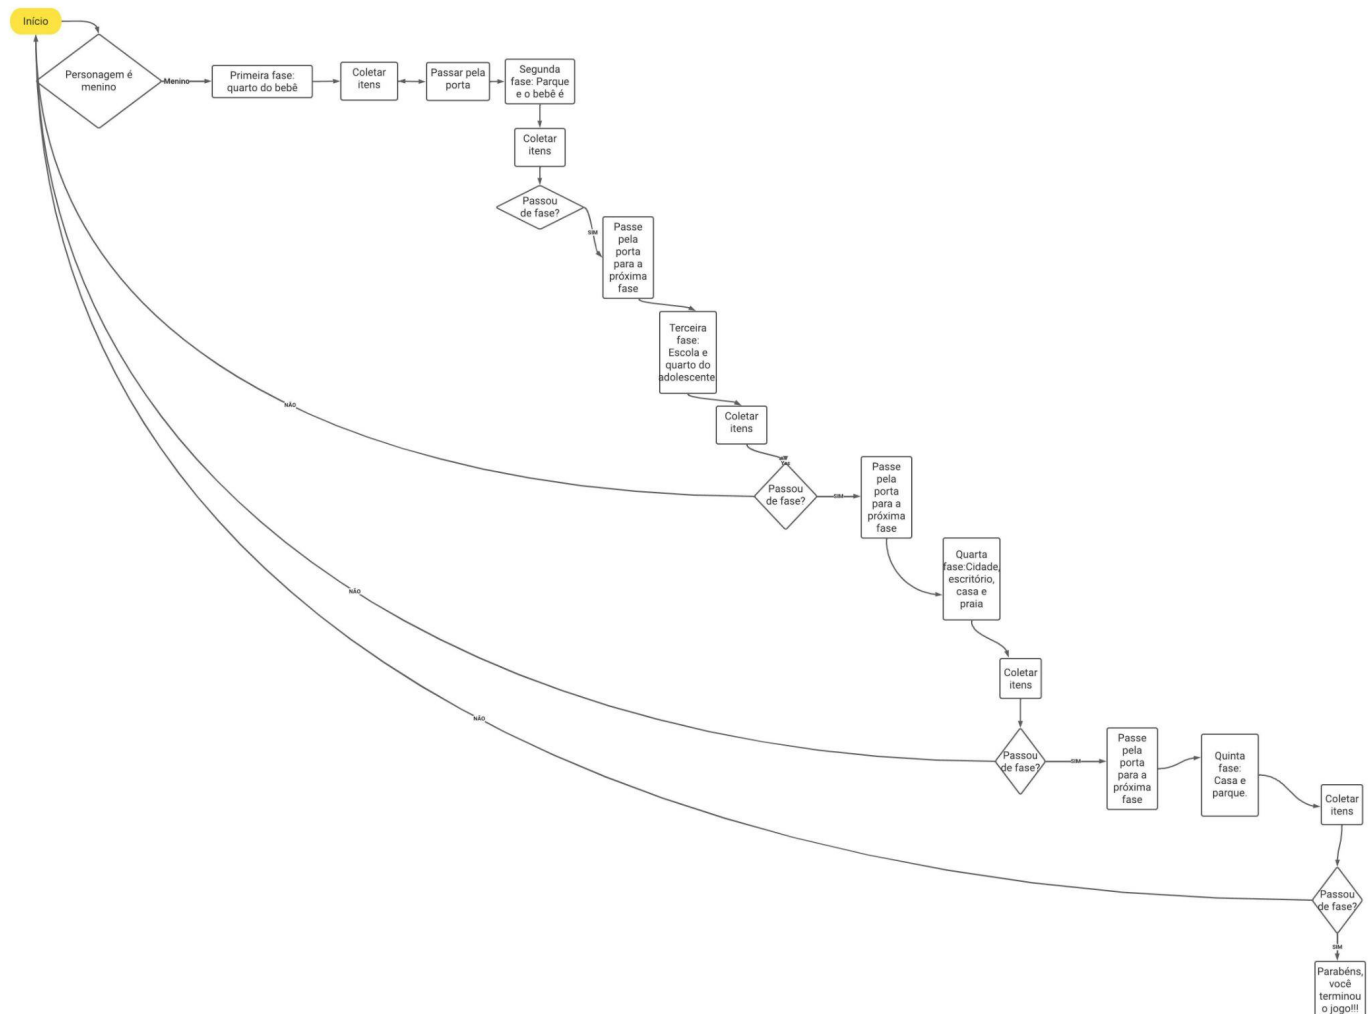 Início
Personagem é
menino
Menino
Primeira fase:
quarto do bebê
Coletar
itens
Passar pela
porta
Segunda
fase: Parque
e o bebê é
Coletar
itens
Passou
de fase?
SIM
Passe
pela
porta
para a
próxima
fase
Terceira
fase:
Escola e
quarto do
adolescente
Coletar
itens
Passou
de fase?
NÃO
SIM
Passe
pela
porta
para a
próxima
fase
Quarta
fase:Cidade,
escritório,
casa e
praia
Coletar
itens
Passou
de fase?
NÃO
SIM
Passe
pela
porta
para a
próxima
fase
Quinta
fase:
Casa e
parque.
Coletar
itens
Passou
de fase?
NÃO
SIM
Parabéns,
você
terminou
o jogo!!!